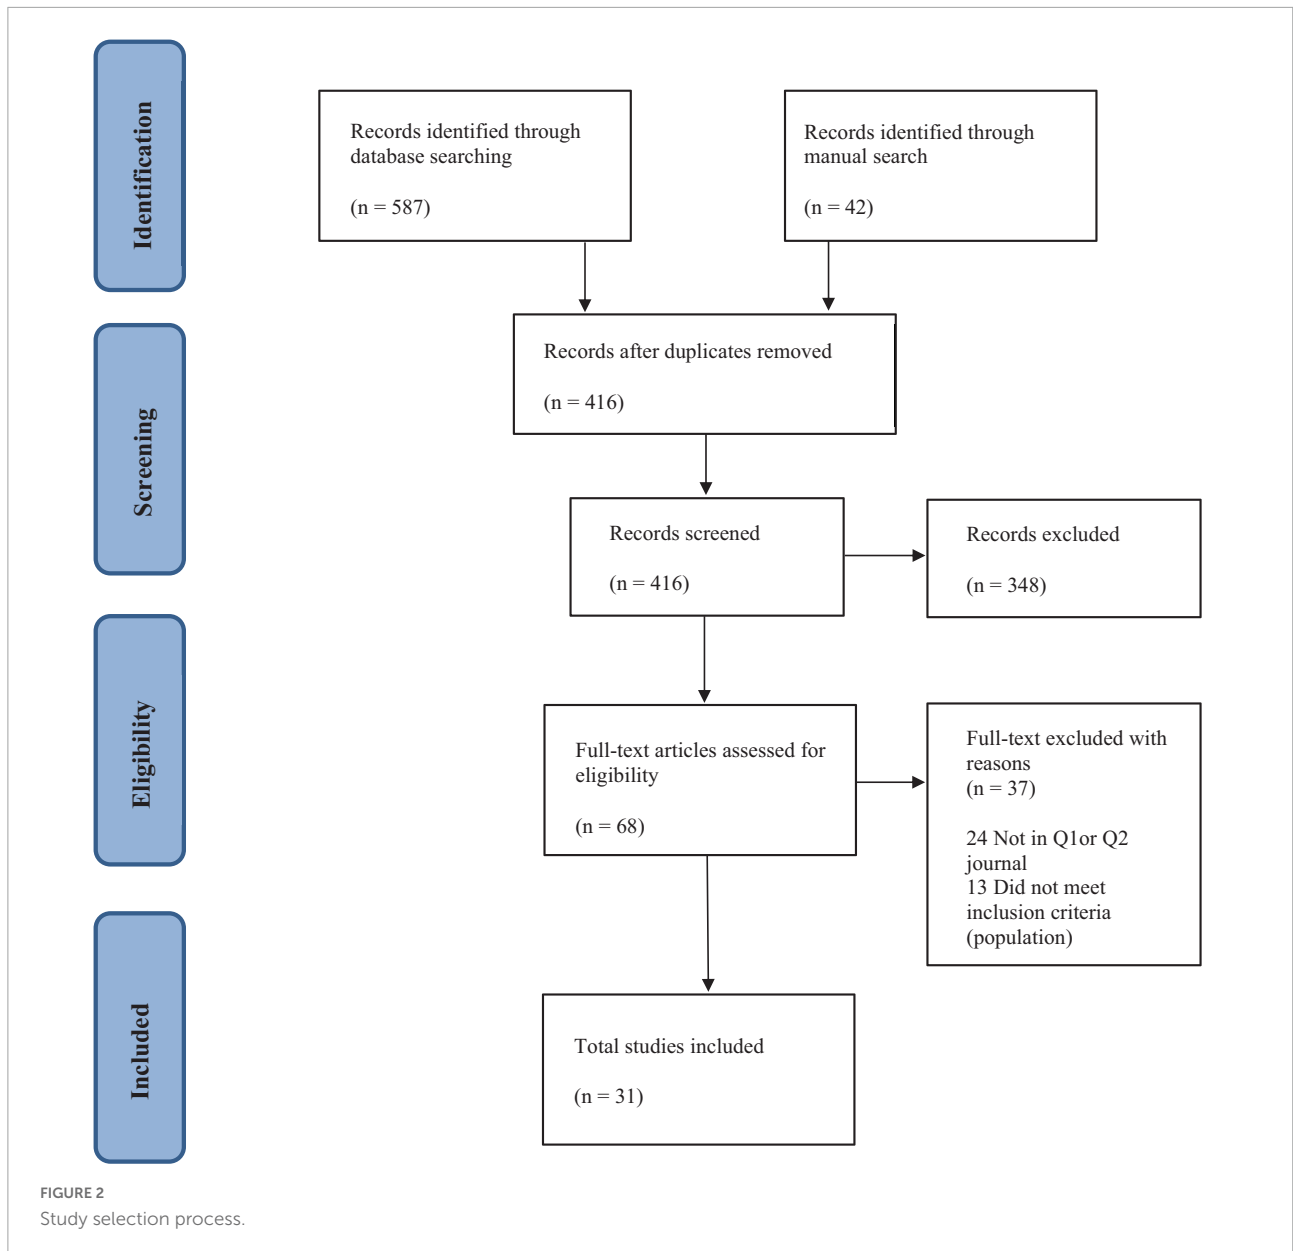 Identification
Records identified through
database searching
(n = 587)
Records identified through
manual search
(n = 42)
Screening
Records after duplicates removed
(n = 416)
Records screened
(n = 416)
Records excluded
(n = 348)
Eligibility
Full-text articles assessed for
eligibility
(n = 68)
Full-text excluded with
reasons
(n = 37)
24 Not in Q1or Q2
journal
13 Did not meet
inclusion criteria
(population)
Included
Total studies included
(n = 31)
FIGURE 2
Study selection process.